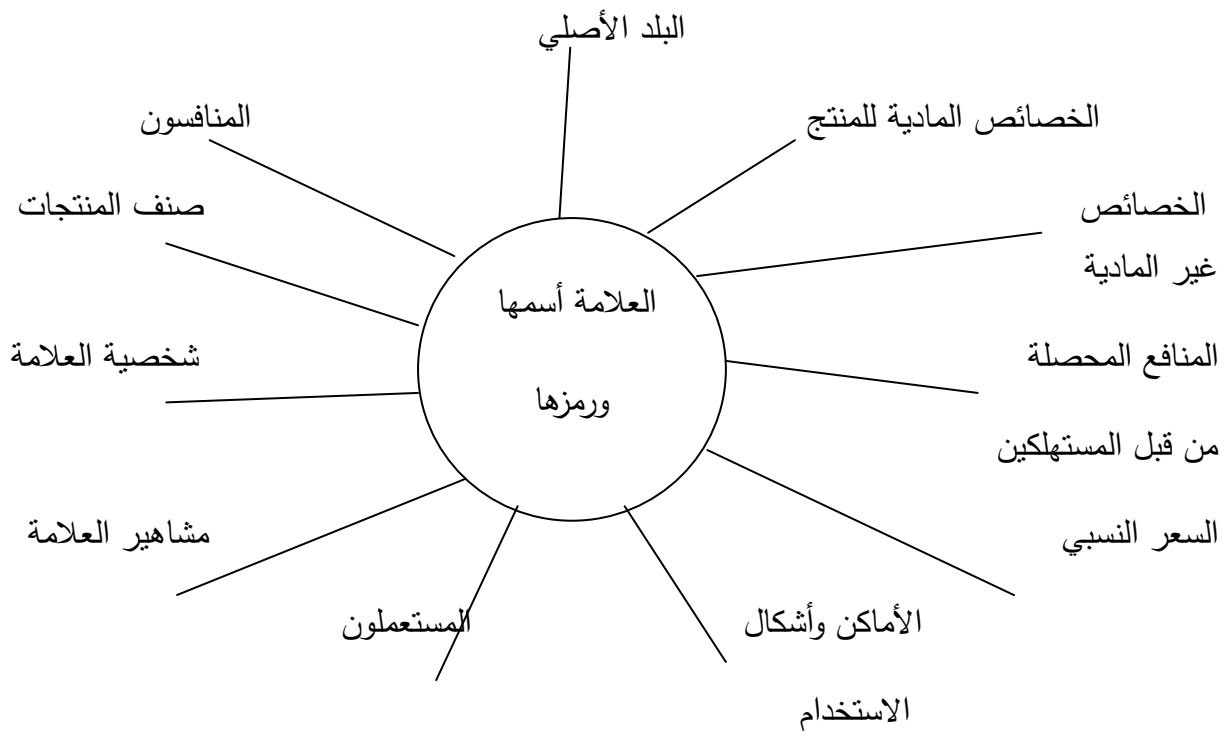 البلد الأصلي
الخصائص المادية للمنتج
المنافسون
الخصائص
صنف المنتجات
غير المادية
العلامة أسمها
المنافع المحصلة
شخصية العلامة
ورمزها
من قبل المستهلكين
السعر النسبي
مشاهير العلامة
الأماكن وأشكال
المستعملون
الاستخدام